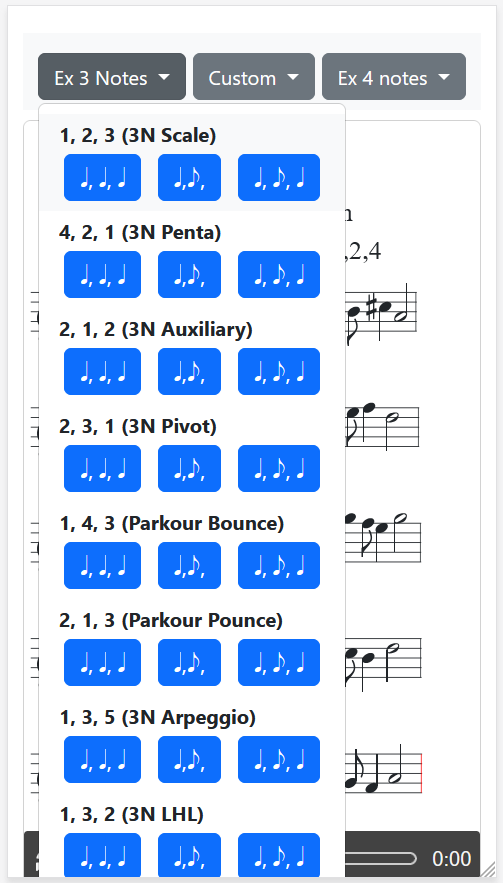 Ex 3 Notes Custom Ex 4 notes
1, 2, 3 (3N Scale)
♩, ♩, ♩ ♩,♪, ♩, ♪, ♩
n
4, 2, 1 (3N Penta)
,2,4
♩, ♩, ♩ ♩,♪, ♩, ♪, ♩
2, 1, 2 (3N Auxiliary)
♩, ♩, ♩ ♩,♪, ♩, ♪, ♩
2, 3, 1 (3N Pivot)
♩, ♩, ♩ ♩,♪, ♩, ♪, ♩
1, 4, 3 (Parkour Bounce)
♩, ♩, ♩ ♩,♪, ♩, ♪, ♩
2, 1, 3 (Parkour Pounce)
♩, ♩, ♩ ♩,♪, ♩, ♪, ♩
1, 3, 5 (3N Arpeggio)
♩, ♩, ♩ ♩,♪, ♩, ♪, ♩
1, 3, 2 (3N LHL)
♩, ♩, ♩ ♩,♪, ♩, ♪, ♩
0:00